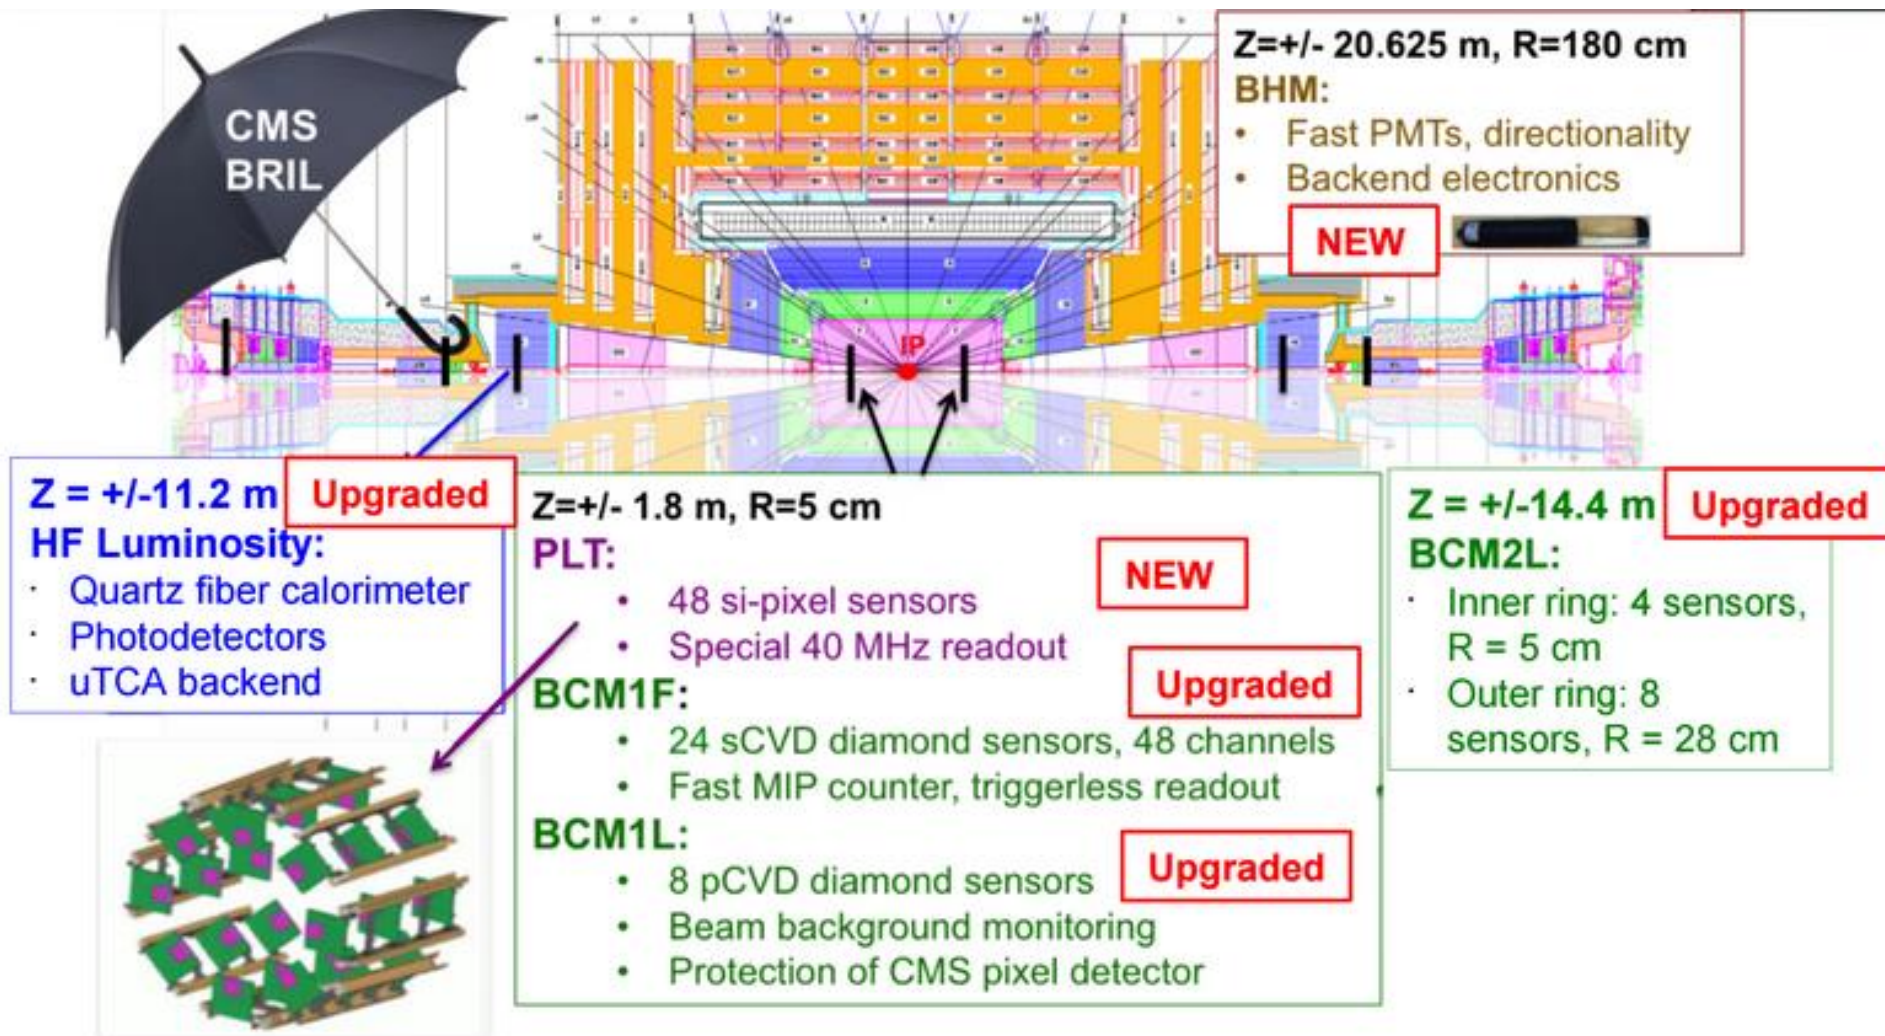 CMS
BRIL
Z=+/- 20.625 m, R=180 cm
BHM:
• Fast PMTs, directionality
• Backend electronics
NEW
IP
Z = +/-11.2 m
Upgraded
HF Luminosity:
· Quartz fiber calorimeter
· Photodetectors
· uTCA backend
Z=+/- 1.8 m, R=5 cm
PLT:
NEW
• 48 si-pixel sensors
• Special 40 MHz readout
BCM1F:
Upgraded
• 24 sCVD diamond sensors, 48 channels
• Fast MIP counter, triggerless readout
BCM1L:
Upgraded
• 8 pCVD diamond sensors
• Beam background monitoring
• Protection of CMS pixel detector
Z = +/-14.4 m
Upgraded
BCM2L:
· Inner ring: 4 sensors,
R = 5 cm
· Outer ring: 8
sensors, R = 28 cm